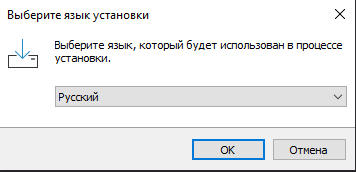 Выберите язык установки
Выберите язык, который будет использован в процессе
установки.
Русский
OK
Отмена